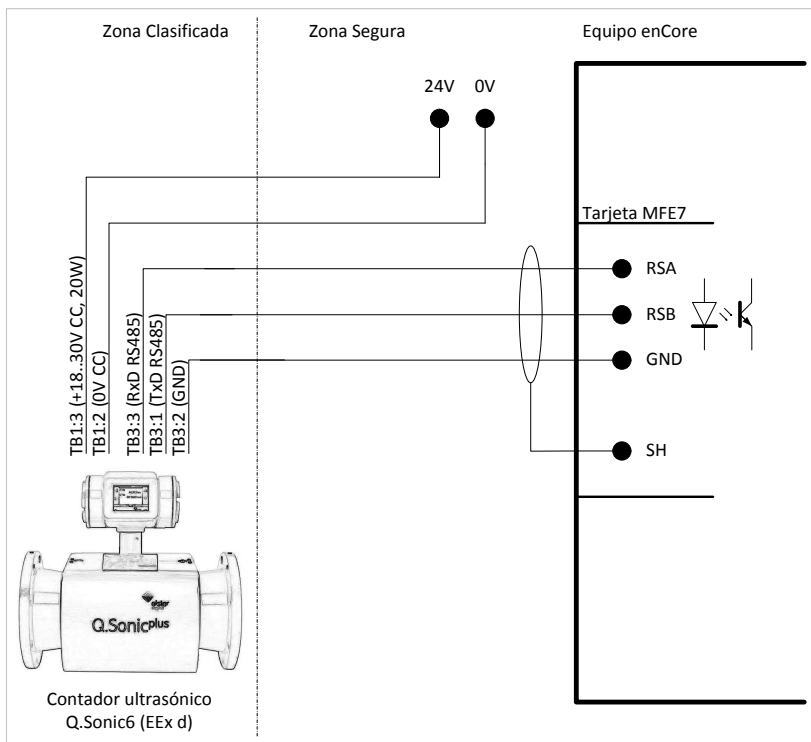 Zona Clasificada
Zona Segura
Equipo enCore
24V
0V
Tarjeta MFE7
RSA
RSB
GND
SH
TB1:3 (+18..30V CC, 20W)
TB1:2 (0V CC)
TB3:3 (RxD RS485)
TB3:1 (TxD RS485)
TB3:2 (GND)
elster
Q.Sonicplus
Contador ultrasónico
Q.Sonic6 (EEx d)